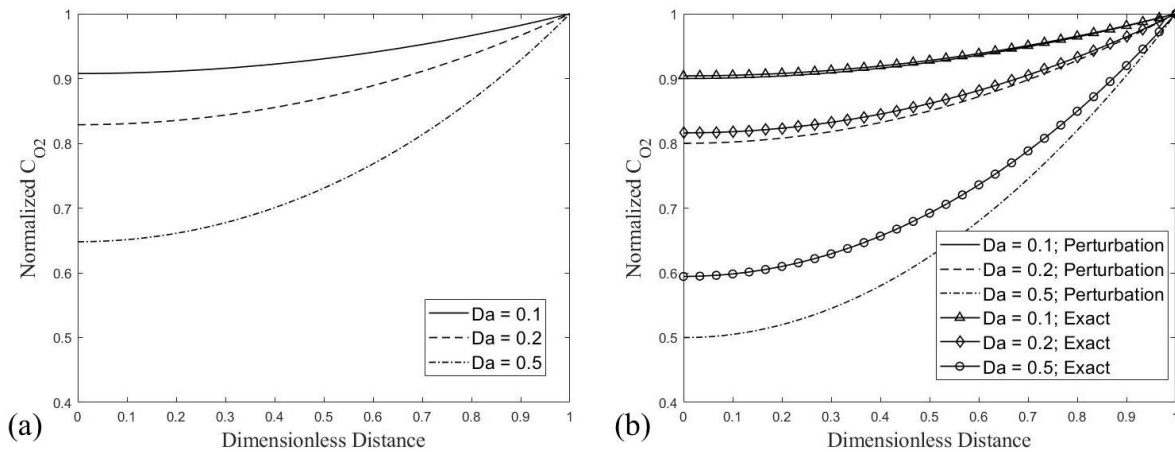 1
0.9
0.8
0.7
0.6
0.5
0.4
Normalized C_O2
Da = 0.1
Da = 0.2
Da = 0.5
0 0.1 0.2 0.3 0.4 0.5 0.6 0.7 0.8 0.9 1
Dimensionless Distance
(a)
1
0.9
0.8
0.7
0.6
0.5
0.4
Normalized C_O2
Da = 0.1; Perturbation
Da = 0.2; Perturbation
Da = 0.5; Perturbation
Da = 0.1; Exact
Da = 0.2; Exact
Da = 0.5; Exact
0 0.1 0.2 0.3 0.4 0.5 0.6 0.7 0.8 0.9 1
Dimensionless Distance
(b)